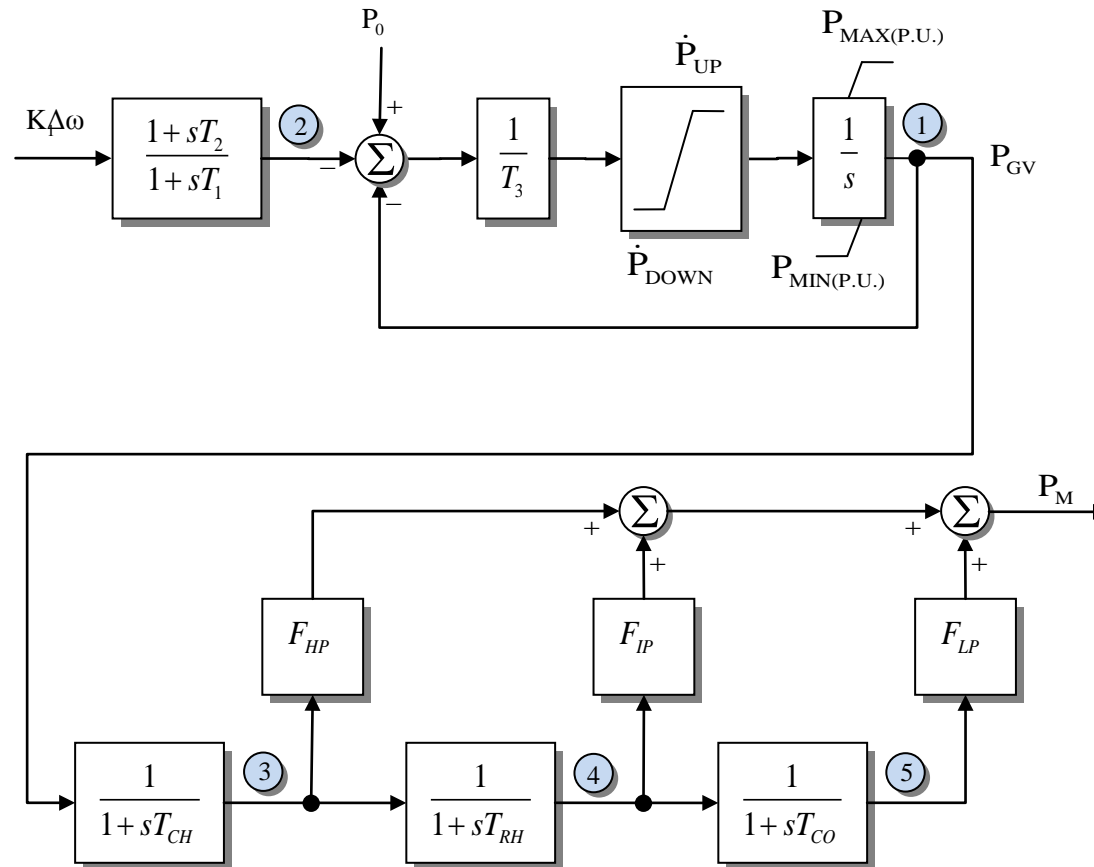 P₀
KΔω
1 + sT₂
1 + sT₁
2
+
−
−
Σ
1
T₃
Ṗ_UP
Ṗ_DOWN
P_MAX(P.U.)
1
s
P_MIN(P.U.)
1
P_GV
Σ
+
+
Σ
+
+
P_M
F_HP
F_IP
F_LP
1
1 + sT_CH
3
1
1 + sT_RH
4
1
1 + sT_CO
5